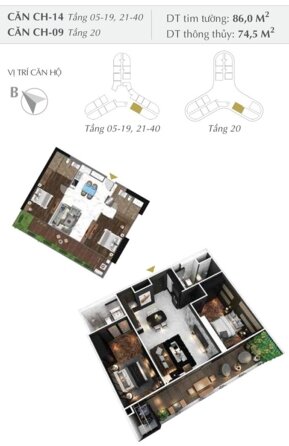 CĂN CH-14 Tầng 05-19, 21-40
CĂN CH-09 Tầng 20
DT tim tường: 86,0 M²
DT thông thủy: 74,5 M²
VỊ TRÍ CĂN HỘ
B
Tầng 05-19, 21-40
Tầng 20